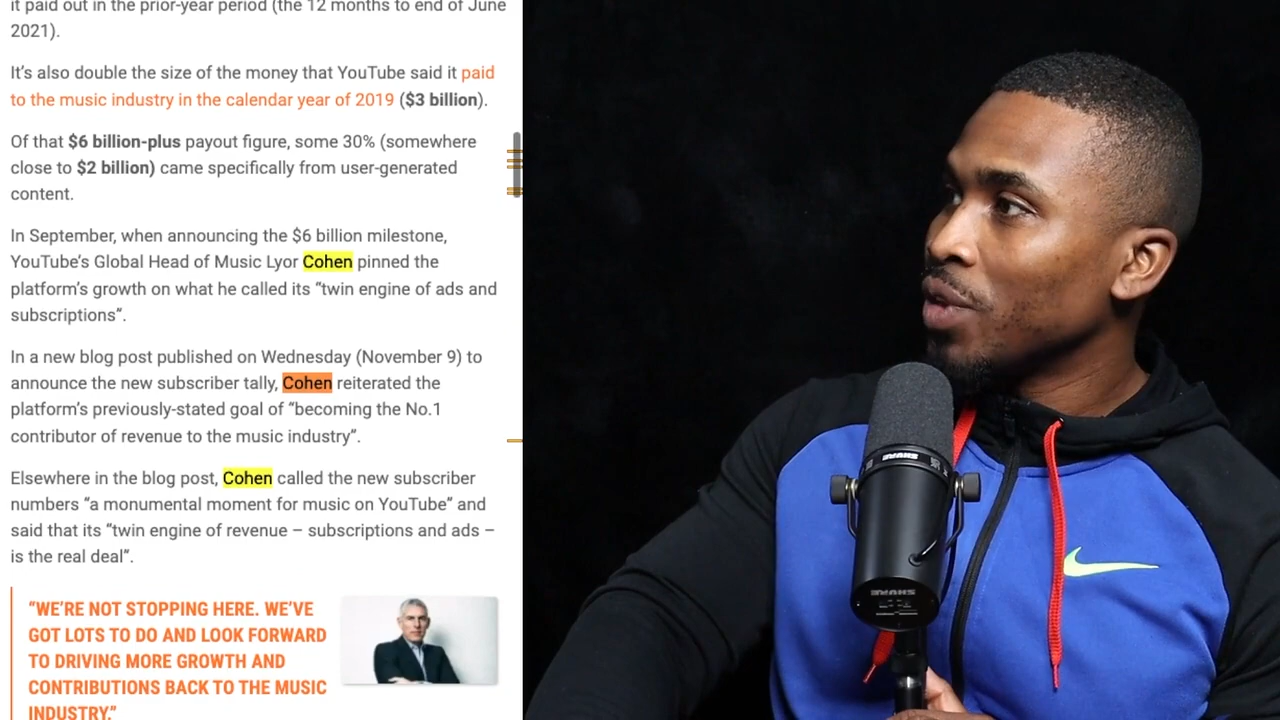 it paid out in the prior-year period (the 12 months to end of June
2021).
It’s also double the size of the money that YouTube said it paid
to the music industry in the calendar year of 2019 ($3 billion).
Of that $6 billion-plus payout figure, some 30% (somewhere
close to $2 billion) came specifically from user-generated
content.
In September, when announcing the $6 billion milestone,
YouTube’s Global Head of Music Lyor Cohen pinned the
platform’s growth on what he called its “twin engine of ads and
subscriptions”.
In a new blog post published on Wednesday (November 9) to
announce the new subscriber tally, Cohen reiterated the
platform’s previously-stated goal of “becoming the No.1
contributor of revenue to the music industry”.
Elsewhere in the blog post, Cohen called the new subscriber
numbers “a monumental moment for music on YouTube” and
said that its “twin engine of revenue – subscriptions and ads –
is the real deal”.
“WE’RE NOT STOPPING HERE. WE’VE
GOT LOTS TO DO AND LOOK FORWARD
TO DRIVING MORE GROWTH AND
CONTRIBUTIONS BACK TO THE MUSIC
INDUSTRY.”
SHURE
SHURE